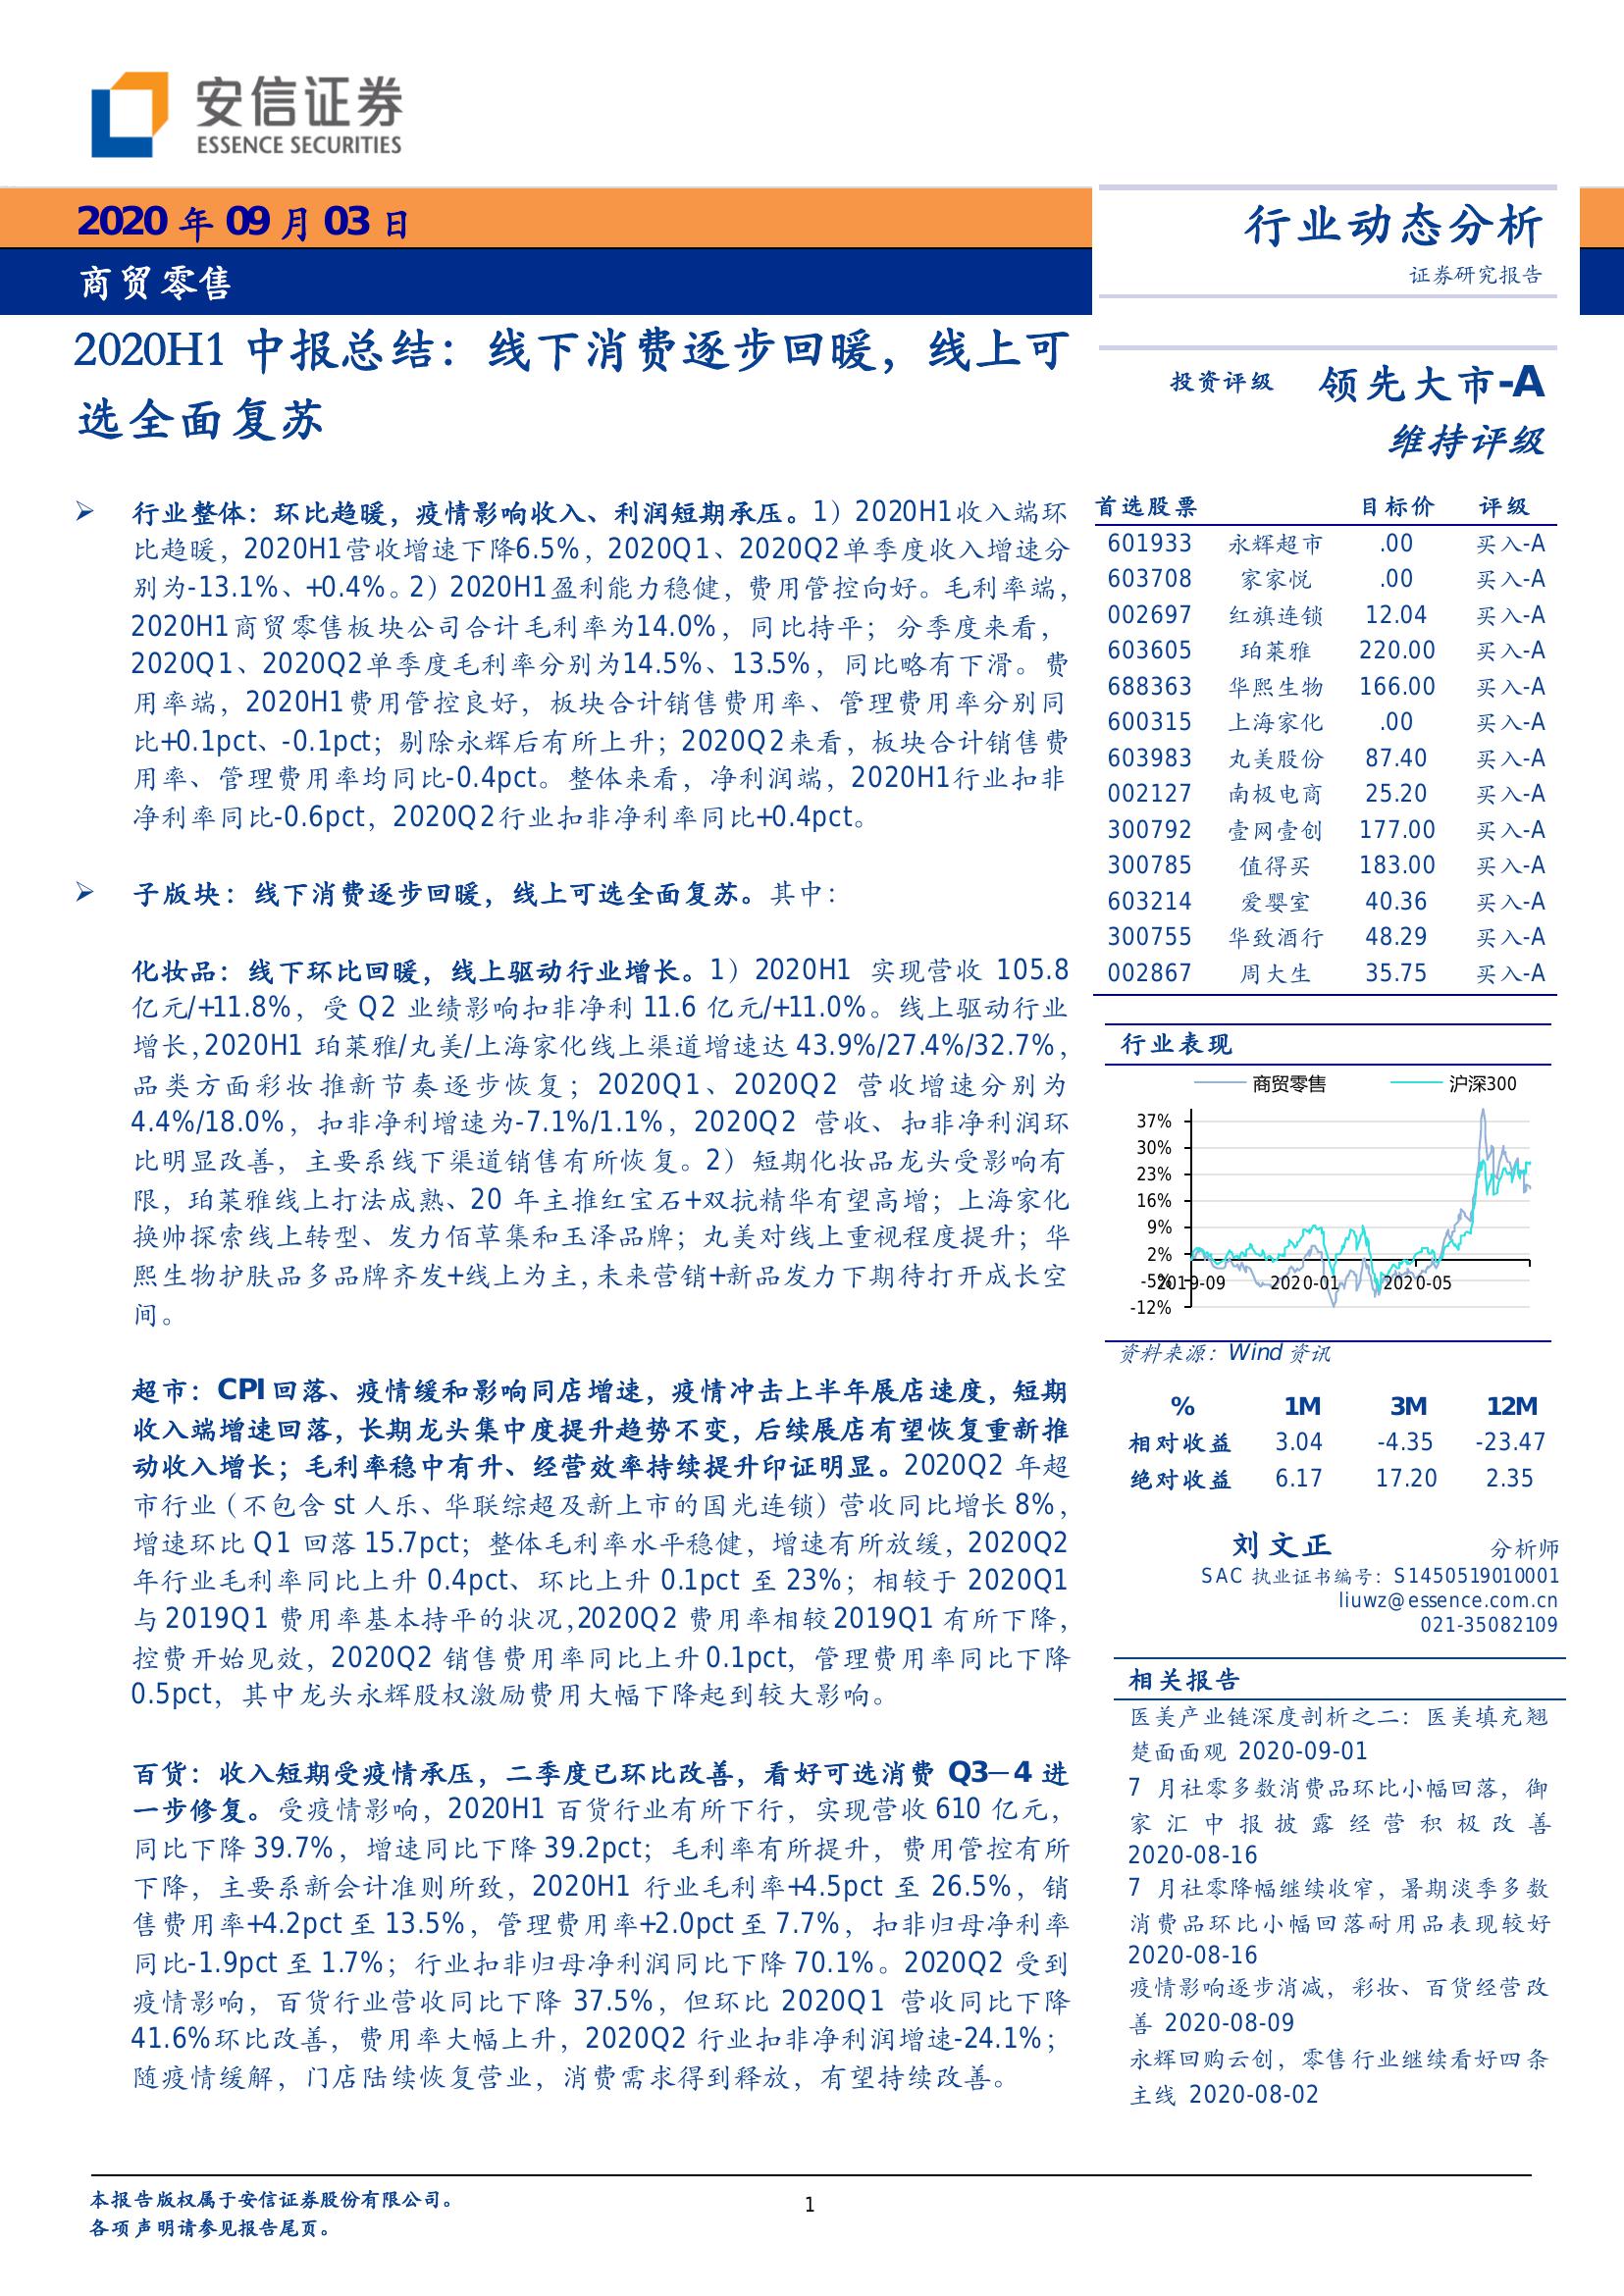 安信证券
ESSENCE SECURITIES
2020 年 09 月 03 日
商贸零售
行业动态分析
证券研究报告
2020H1 中报总结：线下消费逐步回暖，线上可
选全面复苏
➢ 行业整体：环比趋暖，疫情影响收入、利润短期承压。1）2020H1收入端环
比趋暖，2020H1营收增速下降6.5%，2020Q1、2020Q2单季度收入增速分
别为-13.1%、+0.4%。2）2020H1盈利能力稳健，费用管控向好。毛利率端，
2020H1商贸零售板块公司合计毛利率为14.0%，同比持平；分季度来看，
2020Q1、2020Q2单季度毛利率分别为14.5%、13.5%，同比略有下滑。费
用率端，2020H1费用管控良好，板块合计销售费用率、管理费用率分别同
比+0.1pct、-0.1pct；剔除永辉后有所上升；2020Q2来看，板块合计销售费
用率、管理费用率均同比-0.4pct。整体来看，净利润端，2020H1行业扣非
净利率同比-0.6pct，2020Q2行业扣非净利率同比+0.4pct。
➢ 子版块：线下消费逐步回暖，线上可选全面复苏。其中：
化妆品：线下环比回暖，线上驱动行业增长。1）2020H1 实现营收 105.8
亿元/+11.8%，受 Q2 业绩影响扣非净利 11.6 亿元/+11.0%。线上驱动行业
增长，2020H1 珀莱雅/丸美/上海家化线上渠道增速达 43.9%/27.4%/32.7%，
品类方面彩妆推新节奏逐步恢复；2020Q1、2020Q2 营收增速分别为
4.4%/18.0%，扣非净利增速为-7.1%/1.1%，2020Q2 营收、扣非净利润环
比明显改善，主要系线下渠道销售有所恢复。2）短期化妆品龙头受影响有
限，珀莱雅线上打法成熟、20 年主推红宝石+双抗精华有望高增；上海家化
换帅探索线上转型、发力佰草集和玉泽品牌；丸美对线上重视程度提升；华
熙生物护肤品多品牌齐发+线上为主，未来营销+新品发力下期待打开成长空
间。
超市：CPI 回落、疫情缓和影响同店增速，疫情冲击上半年展店速度，短期
收入端增速回落，长期龙头集中度提升趋势不变，后续展店有望恢复重新推
动收入增长；毛利率稳中有升、经营效率持续提升印证明显。2020Q2 年超
市行业（不包含 st 人乐、华联综超及新上市的国光连锁）营收同比增长 8%，
增速环比 Q1 回落 15.7pct；整体毛利率水平稳健，增速有所放缓，2020Q2
年行业毛利率同比上升 0.4pct、环比上升 0.1pct 至 23%；相较于 2020Q1
与 2019Q1 费用率基本持平的状况，2020Q2 费用率相较 2019Q1 有所下降，
控费开始见效，2020Q2 销售费用率同比上升 0.1pct，管理费用率同比下降
0.5pct，其中龙头永辉股权激励费用大幅下降起到较大影响。
百货：收入短期受疫情承压，二季度已环比改善，看好可选消费 Q3—4 进
一步修复。受疫情影响，2020H1 百货行业有所下行，实现营收 610 亿元，
同比下降 39.7%，增速同比下降 39.2pct；毛利率有所提升，费用管控有所
下降，主要系新会计准则所致，2020H1 行业毛利率+4.5pct 至 26.5%，销
售费用率+4.2pct 至 13.5%，管理费用率+2.0pct 至 7.7%，扣非归母净利率
同比-1.9pct 至 1.7%；行业扣非归母净利润同比下降 70.1%。2020Q2 受到
疫情影响，百货行业营收同比下降 37.5%，但环比 2020Q1 营收同比下降
41.6%环比改善，费用率大幅上升，2020Q2 行业扣非净利润增速-24.1%；
随疫情缓解，门店陆续恢复营业，消费需求得到释放，有望持续改善。
投资评级 领先大市-A
维持评级
首选股票 目标价 评级
601933 永辉超市 .00 买入-A
603708 家家悦 .00 买入-A
002697 红旗连锁 12.04 买入-A
603605 珀莱雅 220.00 买入-A
688363 华熙生物 166.00 买入-A
600315 上海家化 .00 买入-A
603983 丸美股份 87.40 买入-A
002127 南极电商 25.20 买入-A
300792 壹网壹创 177.00 买入-A
300785 值得买 183.00 买入-A
603214 爱婴室 40.36 买入-A
300755 华致酒行 48.29 买入-A
002867 周大生 35.75 买入-A
行业表现
商贸零售 沪深300
37%
30%
23%
16%
9%
2%
-5%
-12%
2019-09 2020-01 2020-05
资料来源：Wind 资讯
% 1M 3M 12M
相对收益 3.04 -4.35 -23.47
绝对收益 6.17 17.20 2.35
刘文正 分析师
SAC 执业证书编号：S1450519010001
liuwz@essence.com.cn
021-35082109
相关报告
医美产业链深度剖析之二：医美填充翘
楚面面观 2020-09-01
7 月社零多数消费品环比小幅回落，御
家汇中报披露经营积极改善
2020-08-16
7 月社零降幅继续收窄，暑期淡季多数
消费品环比小幅回落耐用品表现较好
2020-08-16
疫情影响逐步消减，彩妆、百货经营改
善 2020-08-09
永辉回购云创，零售行业继续看好四条
主线 2020-08-02
本报告版权属于安信证券股份有限公司。
各项声明请参见报告尾页。
1